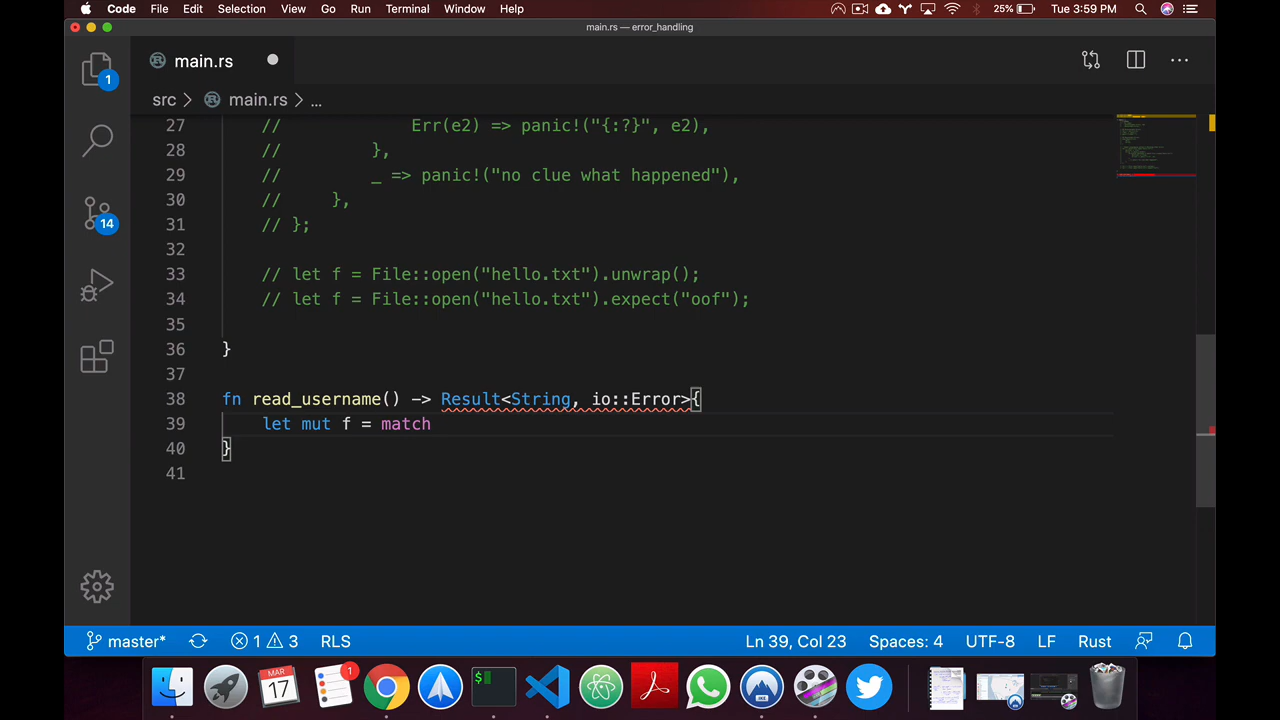 Code File Edit Selection View Go Run Terminal Window Help 25% Tue 3:59 PM
main.rs — error_handling
main.rs
1
src > main.rs > ...
27 // Err(e2) => panic!("{:?}", e2),
28 // },
29 // _ => panic!("no clue what happened"),
30 // },
31 // };
32
33 // let f = File::open("hello.txt").unwrap();
34 // let f = File::open("hello.txt").expect("oof");
35
36 }
37
38 fn read_username() -> Result<String, io::Error>{
39 let mut f = match
40 }
41
14
master* 1 3 RLS Ln 39, Col 23 Spaces: 4 UTF-8 LF Rust
MAR
17
1
$